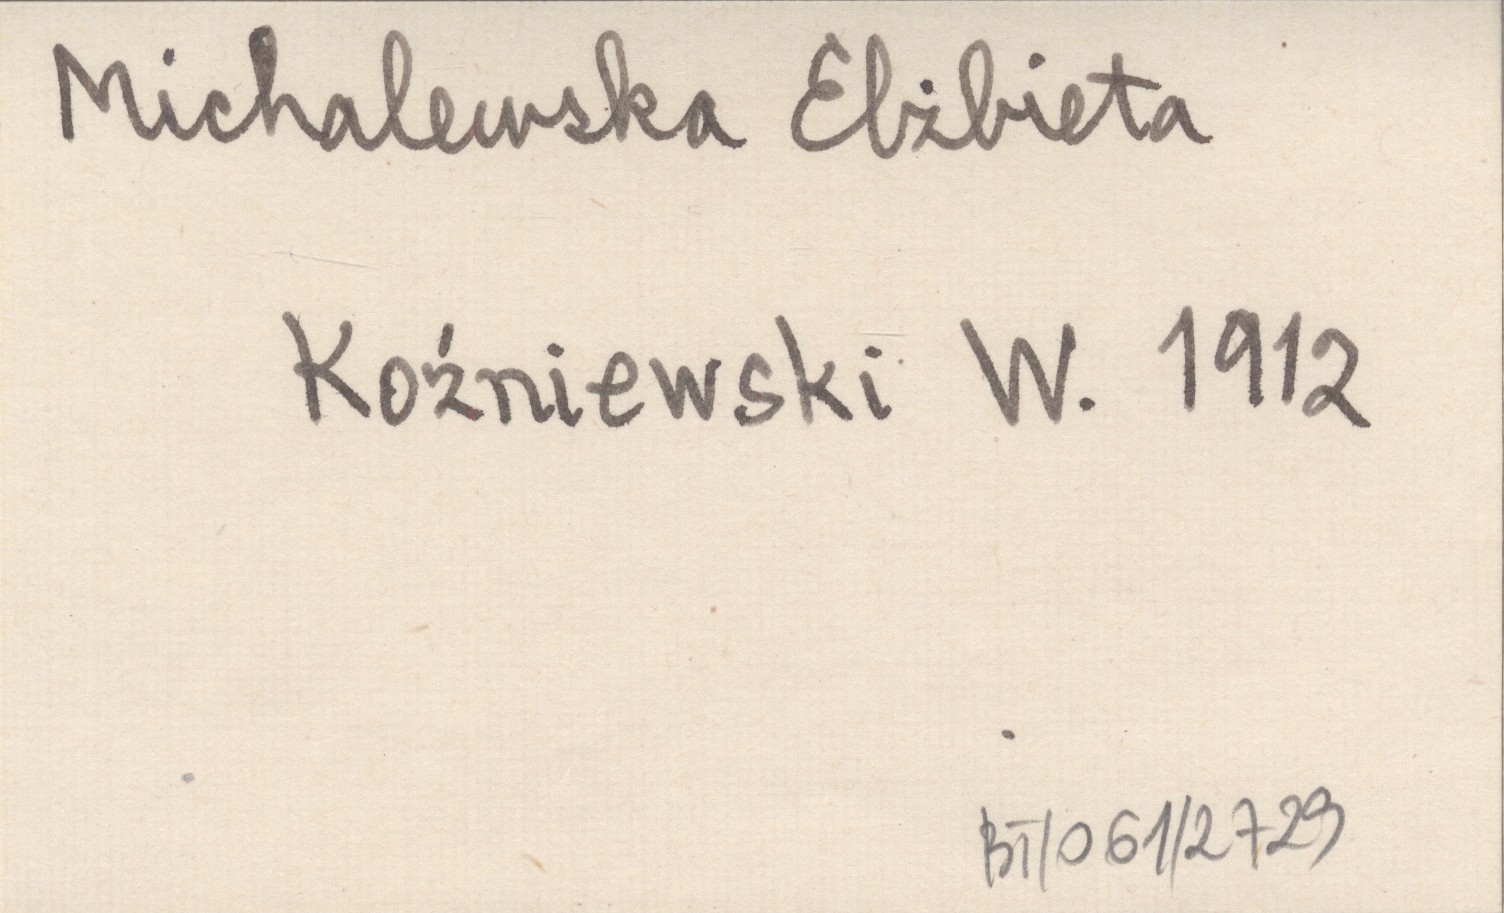 Michalewska Elżbieta
Koźniewski W. 1912
BT/061/2729